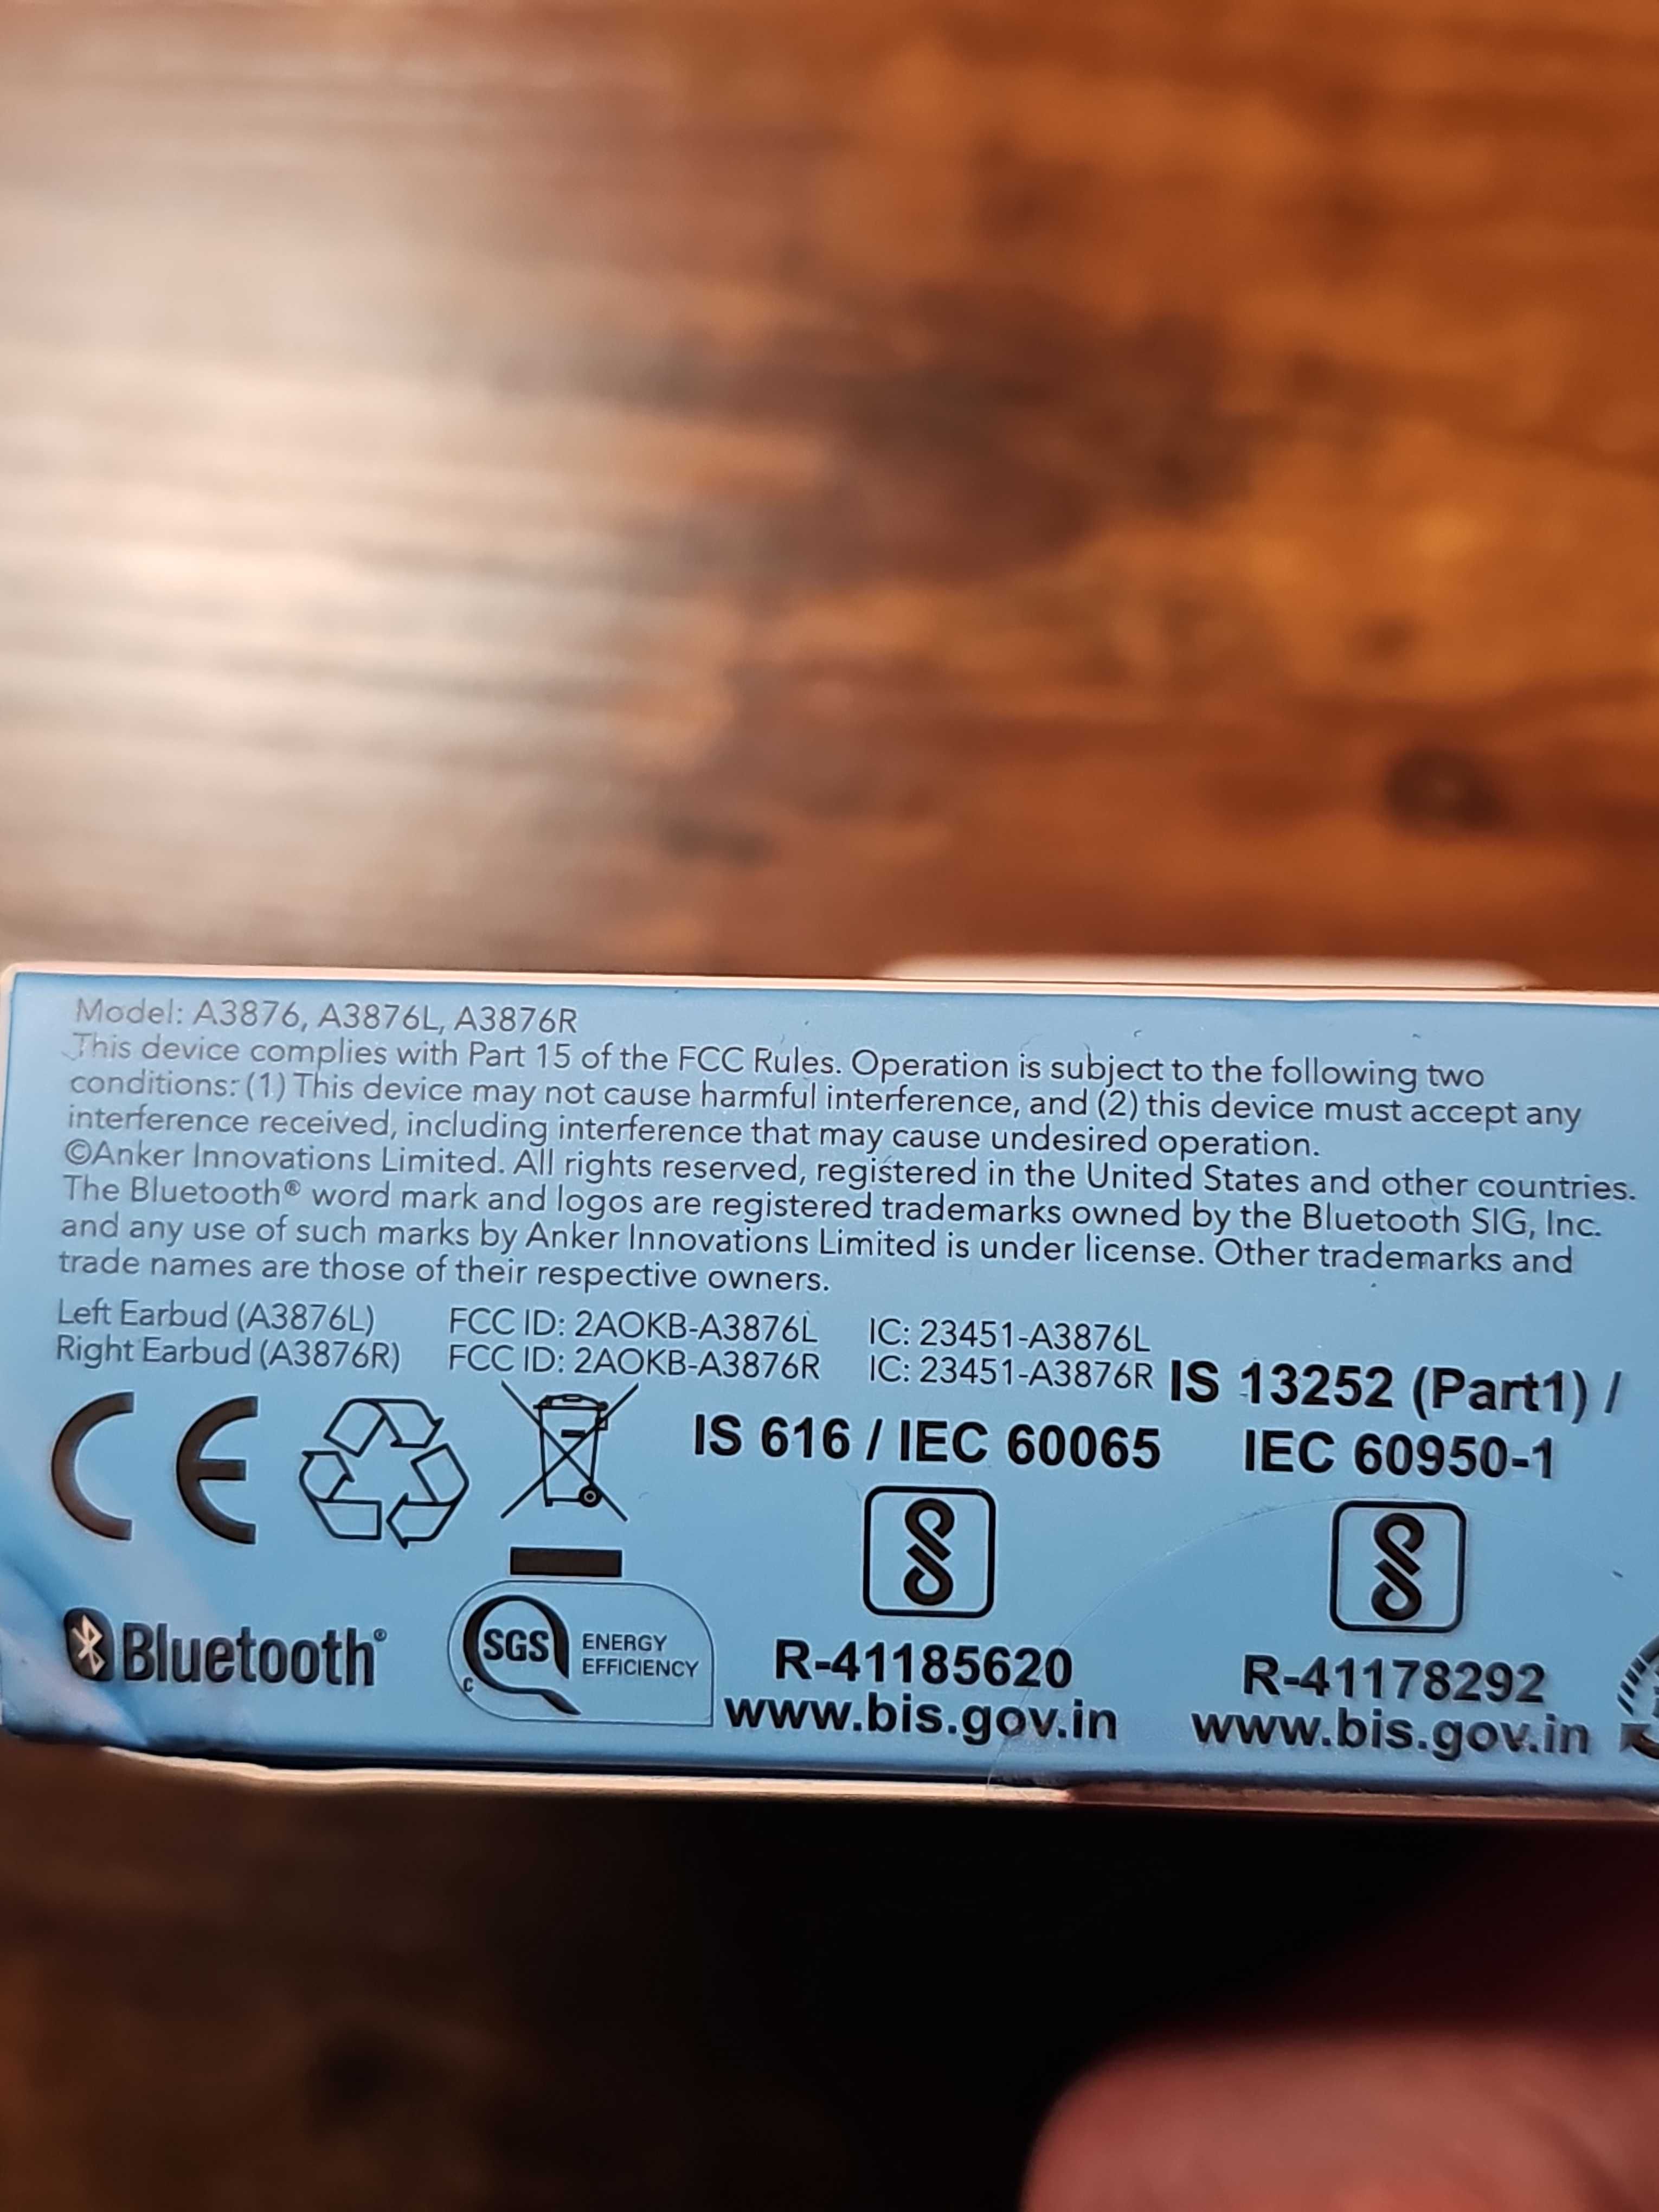 Model: A3876, A3876L, A3876R
This device complies with Part 15 of the FCC Rules. Operation is subject to the following two
conditions: (1) This device may not cause harmful interference, and (2) this device must accept any
interference received, including interference that may cause undesired operation.
©Anker Innovations Limited. All rights reserved, registered in the United States and other countries.
The Bluetooth® word mark and logos are registered trademarks owned by the Bluetooth SIG, Inc.
and any use of such marks by Anker Innovations Limited is under license. Other trademarks and
trade names are those of their respective owners.
Left Earbud (A3876L) FCC ID: 2AOKB-A3876L IC: 23451-A3876L
Right Earbud (A3876R) FCC ID: 2AOKB-A3876R IC: 23451-A3876R
IS 13252 (Part1) /
IEC 60950-1
IS 616 / IEC 60065
CE
Bluetooth®
SGS
C
ENERGY
EFFICIENCY
R-41185620
www.bis.gov.in
R-41178292
www.bis.gov.in